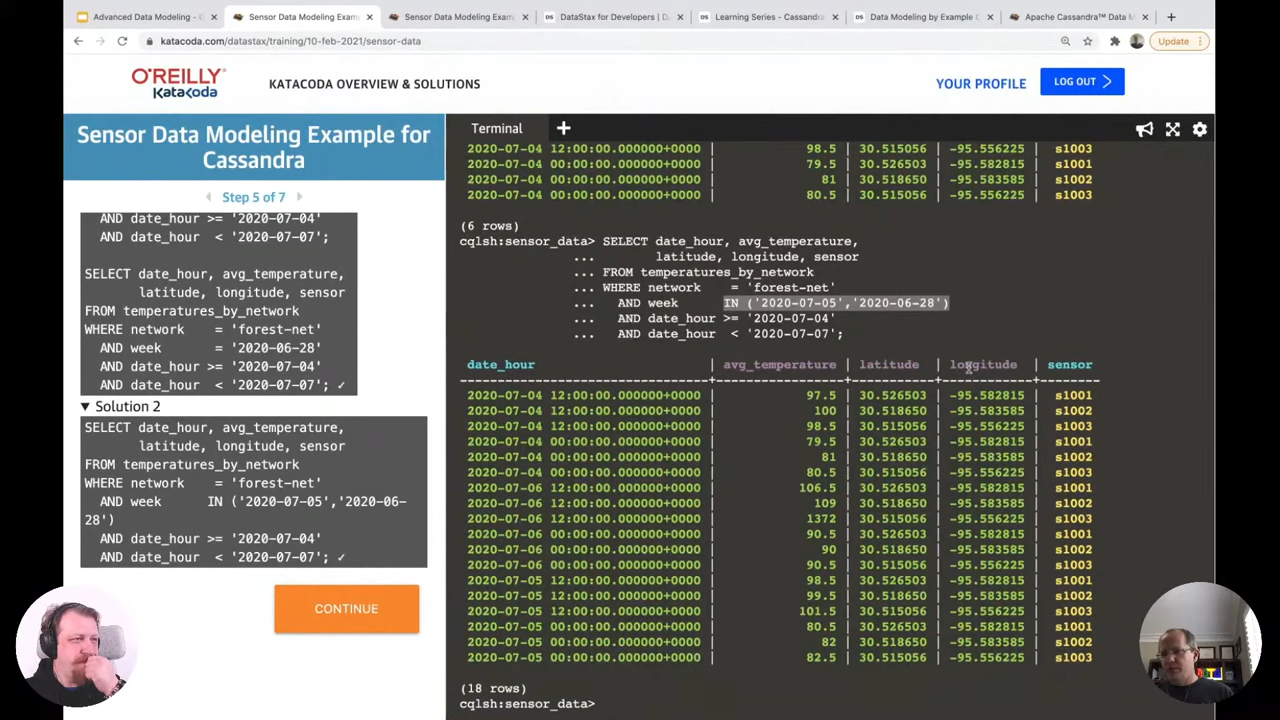 Advanced Data Modeling -
Sensor Data Modeling Exam
Sensor Data Modeling Exam
DataStax for Developers | D
Learning Series - Cassandra
Data Modeling by Example
Apache Cassandra™ Data M
katacoda.com/datastax/training/10-feb-2021/sensor-data
Update
O'REILLY
KataKoda
KATACODA OVERVIEW & SOLUTIONS
YOUR PROFILE
LOG OUT
Sensor Data Modeling Example for
Cassandra
Step 5 of 7
AND date_hour >= '2020-07-04'
AND date_hour < '2020-07-07';
SELECT date_hour, avg_temperature,
latitude, longitude, sensor
FROM temperatures_by_network
WHERE network = 'forest-net'
AND week = '2020-06-28'
AND date_hour >= '2020-07-04'
AND date_hour < '2020-07-07'; ✓
Solution 2
SELECT date_hour, avg_temperature,
latitude, longitude, sensor
FROM temperatures_by_network
WHERE network = 'forest-net'
AND week IN ('2020-07-05','2020-06-
28')
AND date_hour >= '2020-07-04'
AND date_hour < '2020-07-07'; ✓
CONTINUE
Terminal
2020-07-04 12:00:00.000000+0000 | 98.5 | 30.515056 | -95.556225 | s1003
2020-07-04 00:00:00.000000+0000 | 79.5 | 30.526503 | -95.582815 | s1001
2020-07-04 00:00:00.000000+0000 | 81 | 30.518650 | -95.583585 | s1002
2020-07-04 00:00:00.000000+0000 | 80.5 | 30.515056 | -95.556225 | s1003
(6 rows)
cqlsh:sensor_data> SELECT date_hour, avg_temperature,
... latitude, longitude, sensor
... FROM temperatures_by_network
... WHERE network = 'forest-net'
... AND week IN ('2020-07-05','2020-06-28')
... AND date_hour >= '2020-07-04'
... AND date_hour < '2020-07-07';
date_hour | avg_temperature | latitude | longitude | sensor
2020-07-04 12:00:00.000000+0000 | 97.5 | 30.526503 | -95.582815 | s1001
2020-07-04 12:00:00.000000+0000 | 100 | 30.518650 | -95.583585 | s1002
2020-07-04 12:00:00.000000+0000 | 98.5 | 30.515056 | -95.556225 | s1003
2020-07-04 00:00:00.000000+0000 | 79.5 | 30.526503 | -95.582815 | s1001
2020-07-04 00:00:00.000000+0000 | 81 | 30.518650 | -95.583585 | s1002
2020-07-04 00:00:00.000000+0000 | 80.5 | 30.515056 | -95.556225 | s1003
2020-07-06 12:00:00.000000+0000 | 106.5 | 30.526503 | -95.582815 | s1001
2020-07-06 12:00:00.000000+0000 | 109 | 30.518650 | -95.583585 | s1002
2020-07-06 12:00:00.000000+0000 | 1372 | 30.515056 | -95.556225 | s1003
2020-07-06 00:00:00.000000+0000 | 90.5 | 30.526503 | -95.582815 | s1001
2020-07-06 00:00:00.000000+0000 | 90 | 30.518650 | -95.583585 | s1002
2020-07-06 00:00:00.000000+0000 | 90.5 | 30.515056 | -95.556225 | s1003
2020-07-05 12:00:00.000000+0000 | 98.5 | 30.526503 | -95.582815 | s1001
2020-07-05 12:00:00.000000+0000 | 99.5 | 30.518650 | -95.583585 | s1002
2020-07-05 12:00:00.000000+0000 | 101.5 | 30.515056 | -95.556225 | s1003
2020-07-05 00:00:00.000000+0000 | 80.5 | 30.526503 | -95.582815 | s1001
2020-07-05 00:00:00.000000+0000 | 82 | 30.518650 | -95.583585 | s1002
2020-07-05 00:00:00.000000+0000 | 82.5 | 30.515056 | -95.556225 | s1003
(18 rows)
cqlsh:sensor_data>